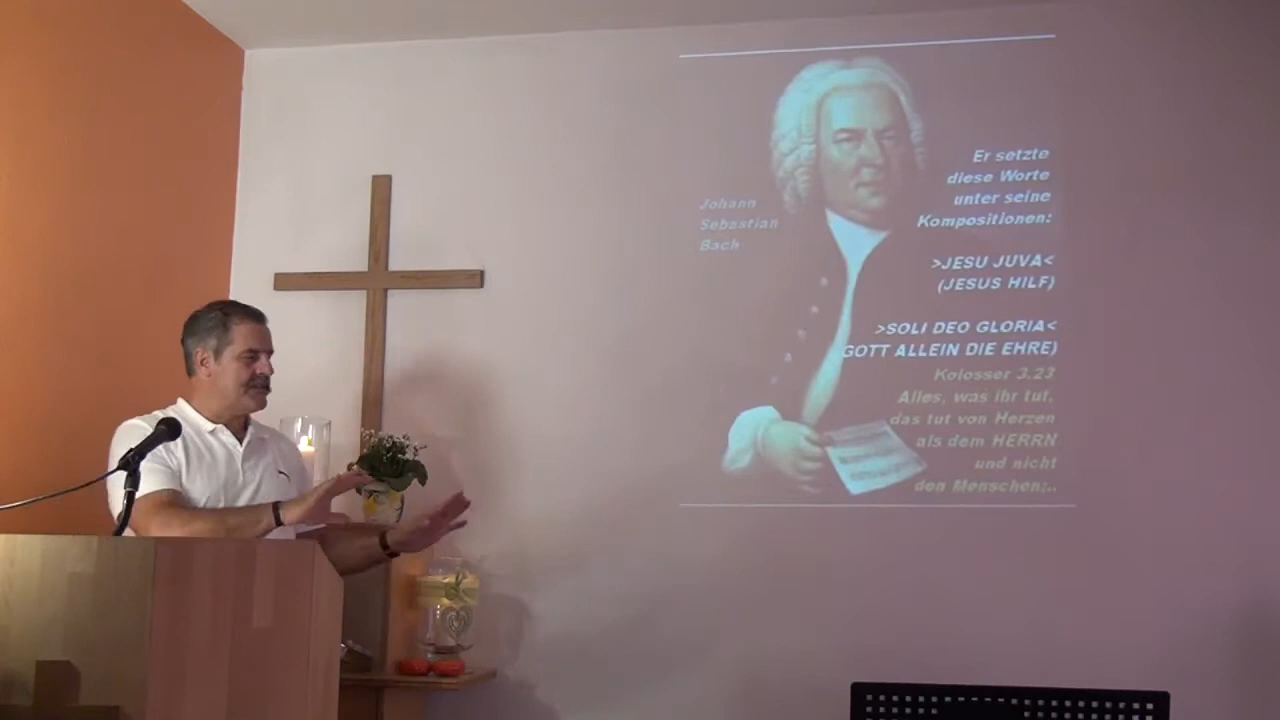 Johann
Sebastian
Bach
Er setzte
diese Worte
unter seine
Kompositionen:
>JESU JUVA<
(JESUS HILF)
>SOLI DEO GLORIA<
GOTT ALLEIN DIE EHRE)
Kolosser 3.23
Alles, was ihr tut,
das tut von Herzen
als dem HERRN
und nicht
den Menschen;..